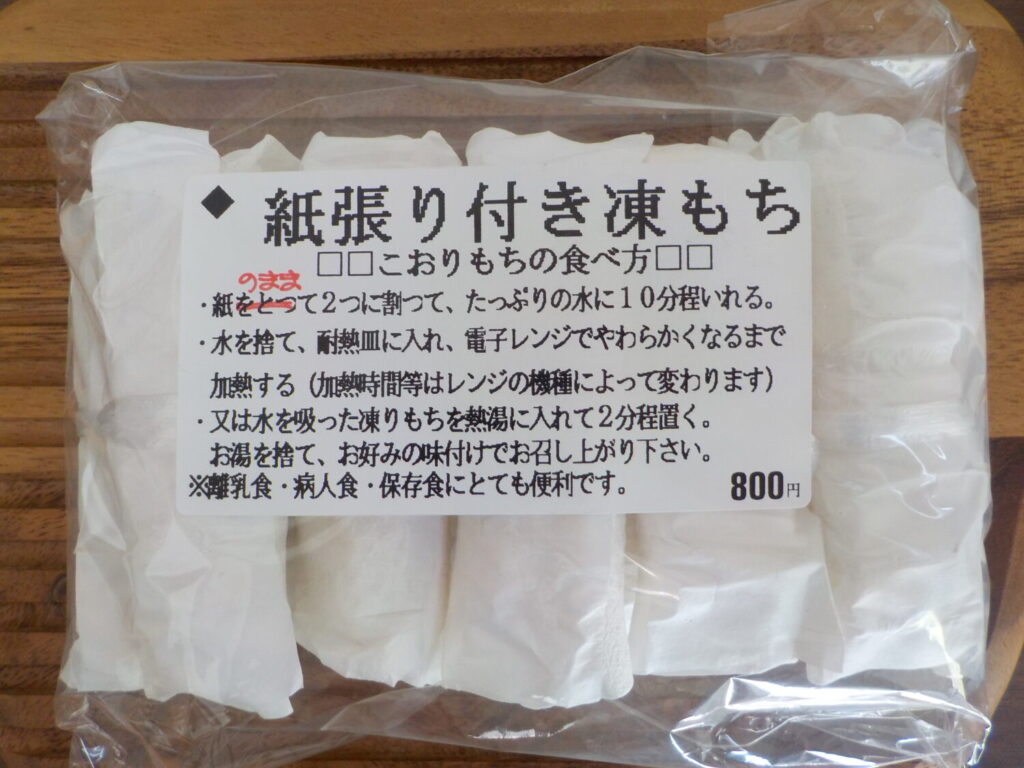 ◆ 紙張り付き凍もち
□□こおりもちの食べ方□□
のまま
・紙をとつて２つに割つて、たっぷりの水に１０分程いれる。
・水を捨て、耐熱皿に入れ、電子レンジでやわらかくなるまで
加熱する（加熱時間等はレンジの機種によって変わります）
・又は水を吸った凍りもちを熱湯に入れて２分程置く。
お湯を捨て、お好みの味付けでお召し上がり下さい。
※離乳食・病人食・保存食にとても便利です。 800円